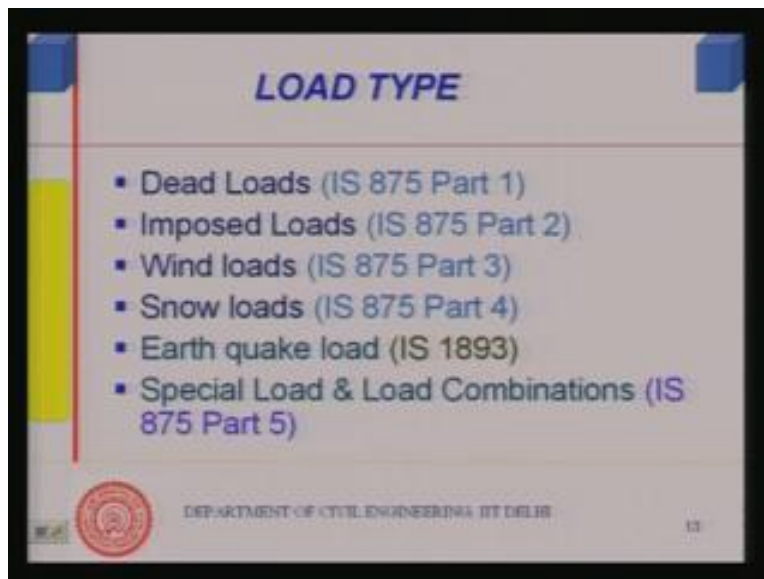 LOAD TYPE
▪ Dead Loads (IS 875 Part 1)
▪ Imposed Loads (IS 875 Part 2)
▪ Wind loads (IS 875 Part 3)
▪ Snow loads (IS 875 Part 4)
▪ Earth quake load (IS 1893)
▪ Special Load & Load Combinations (IS
875 Part 5)
DEPARTMENT OF CIVIL ENGINEERING IIT DELHI